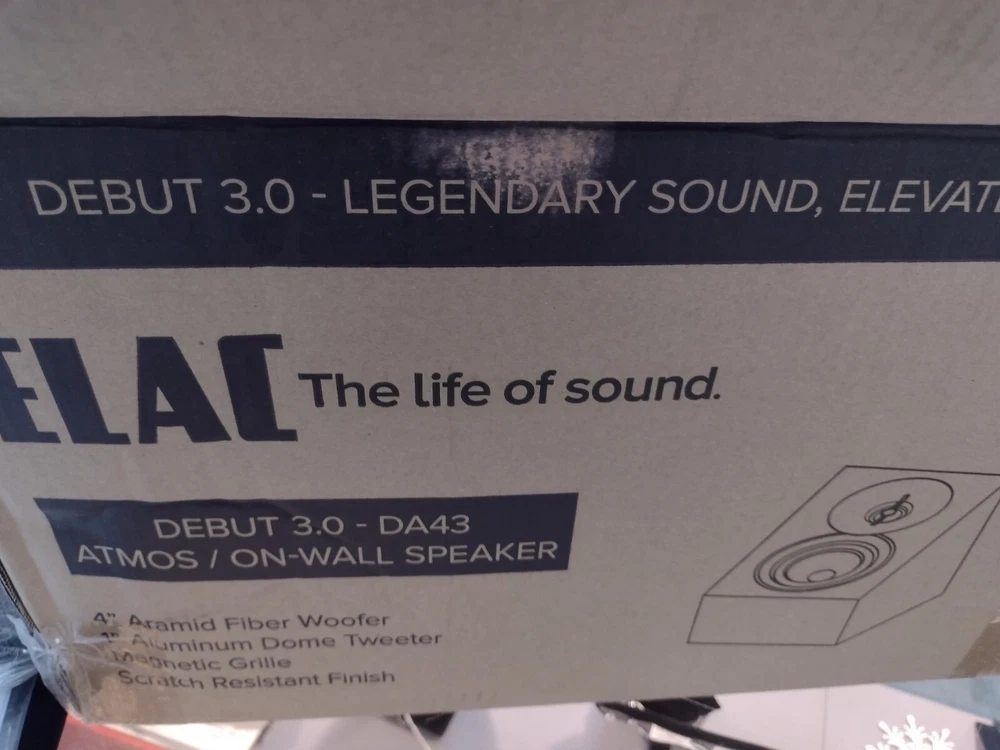 DEBUT 3.0 - LEGENDARY SOUND,
ELAC The life of sound.
DEBUT 3.0 - DA43
ATMOS / ON-WALL SPEAKER
4" Aramid Fiber Woofer
1" Aluminum Dome Tweeter
Magnetic Grille
Scratch Resistant Finish